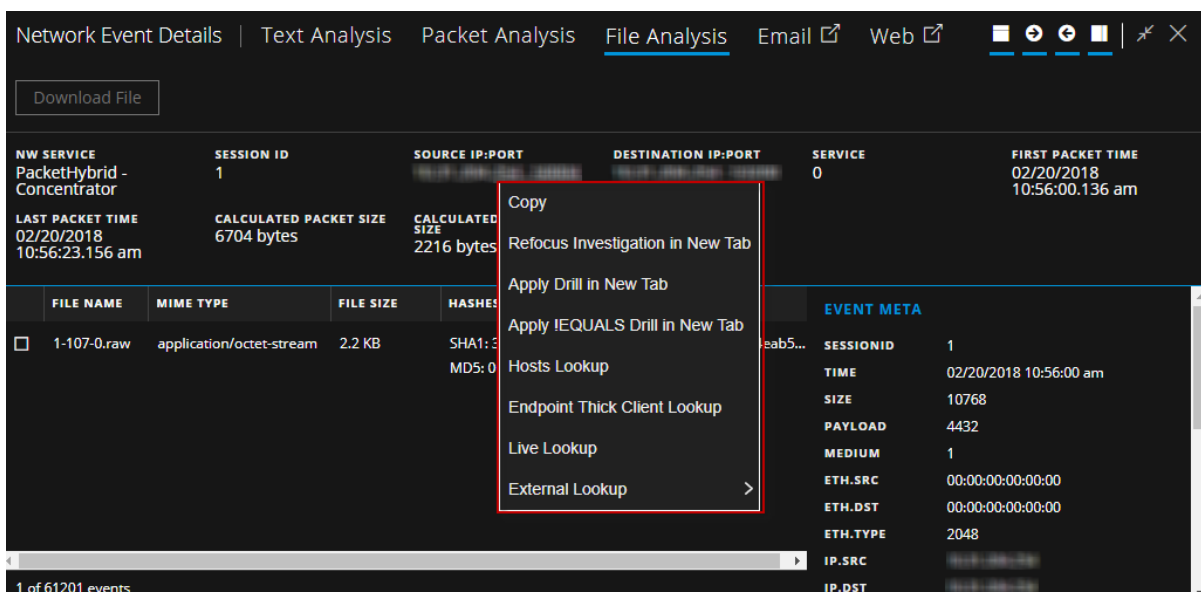 Network Event Details | Text Analysis Packet Analysis File Analysis Email Web
Download File
NW SERVICE SESSION ID SOURCE IP:PORT DESTINATION IP:PORT SERVICE FIRST PACKET TIME
PacketHybrid - 1 0 02/20/2018
Concentrator 10:56:00.136 am
LAST PACKET TIME CALCULATED PACKET SIZE CALCULATED
SIZE
02/20/2018 6704 bytes 2216 bytes
10:56:23.156 am
Copy
Refocus Investigation in New Tab
Apply Drill in New Tab
Apply !EQUALS Drill in New Tab
Hosts Lookup
Endpoint Thick Client Lookup
Live Lookup
External Lookup
FILE NAME MIME TYPE FILE SIZE HASHES
1-107-0.raw application/octet-stream 2.2 KB SHA1: 3 eab5...
MD5: 0
1 of 61201 events
EVENT META
SESSIONID 1
TIME 02/20/2018 10:56:00 am
SIZE 10768
PAYLOAD 4432
MEDIUM 1
ETH.SRC 00:00:00:00:00:00
ETH.DST 00:00:00:00:00:00
ETH.TYPE 2048
IP.SRC
IP.DST